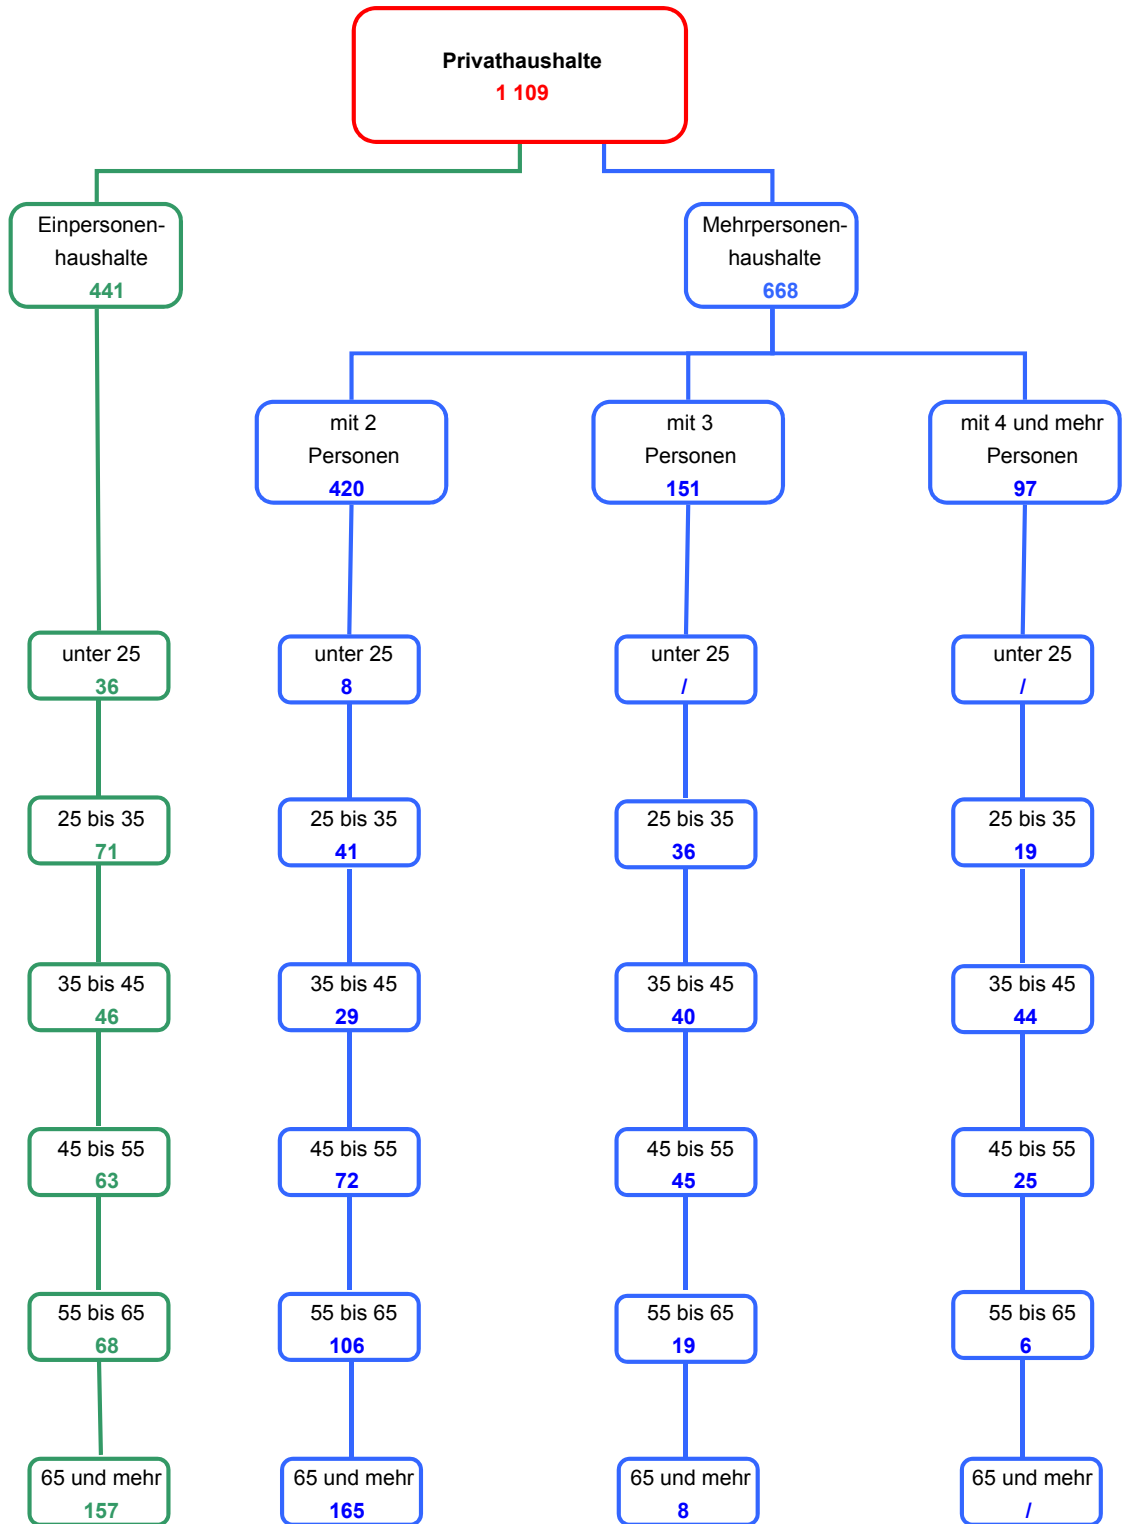 Privathaushalte
1 109
Einpersonen-
haushalte
441
Mehrpersonen-
haushalte
668
mit 2
Personen
420
mit 3
Personen
151
mit 4 und mehr
Personen
97
unter 25
36
unter 25
8
unter 25
/
unter 25
/
25 bis 35
71
25 bis 35
41
25 bis 35
36
25 bis 35
19
35 bis 45
46
35 bis 45
29
35 bis 45
40
35 bis 45
44
45 bis 55
63
45 bis 55
72
45 bis 55
45
45 bis 55
25
55 bis 65
68
55 bis 65
106
55 bis 65
19
55 bis 65
6
65 und mehr
157
65 und mehr
165
65 und mehr
8
65 und mehr
/